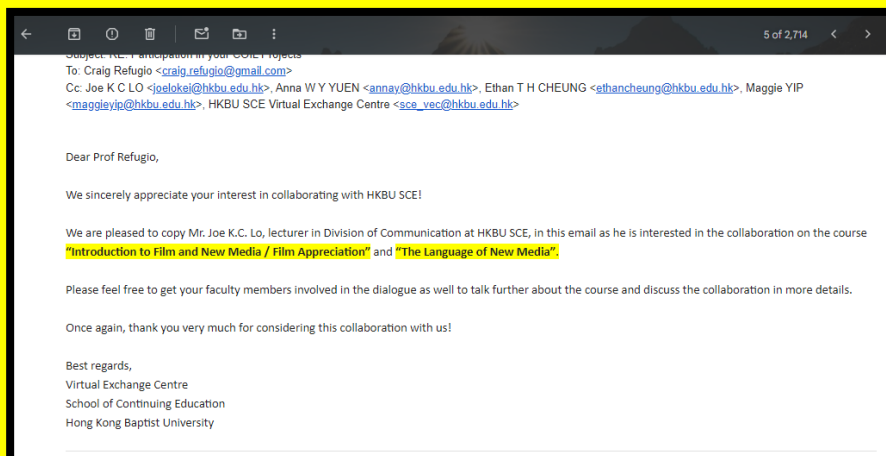 5 of 2,714
Subject: RE: Participation in your COIL Projects
To: Craig Refugio <craig.refugio@gmail.com>
Cc: Joe K C LO <joelokei@hkbu.edu.hk>, Anna W Y YUEN <annay@hkbu.edu.hk>, Ethan T H CHEUNG <ethancheung@hkbu.edu.hk>, Maggie YIP
<maggieyip@hkbu.edu.hk>, HKBU SCE Virtual Exchange Centre <sce_vec@hkbu.edu.hk>
Dear Prof Refugio,
We sincerely appreciate your interest in collaborating with HKBU SCE!
We are pleased to copy Mr. Joe K.C. Lo, lecturer in Division of Communication at HKBU SCE, in this email as he is interested in the collaboration on the course
“Introduction to Film and New Media / Film Appreciation” and “The Language of New Media”.
Please feel free to get your faculty members involved in the dialogue as well to talk further about the course and discuss the collaboration in more details.
Once again, thank you very much for considering this collaboration with us!
Best regards,
Virtual Exchange Centre
School of Continuing Education
Hong Kong Baptist University